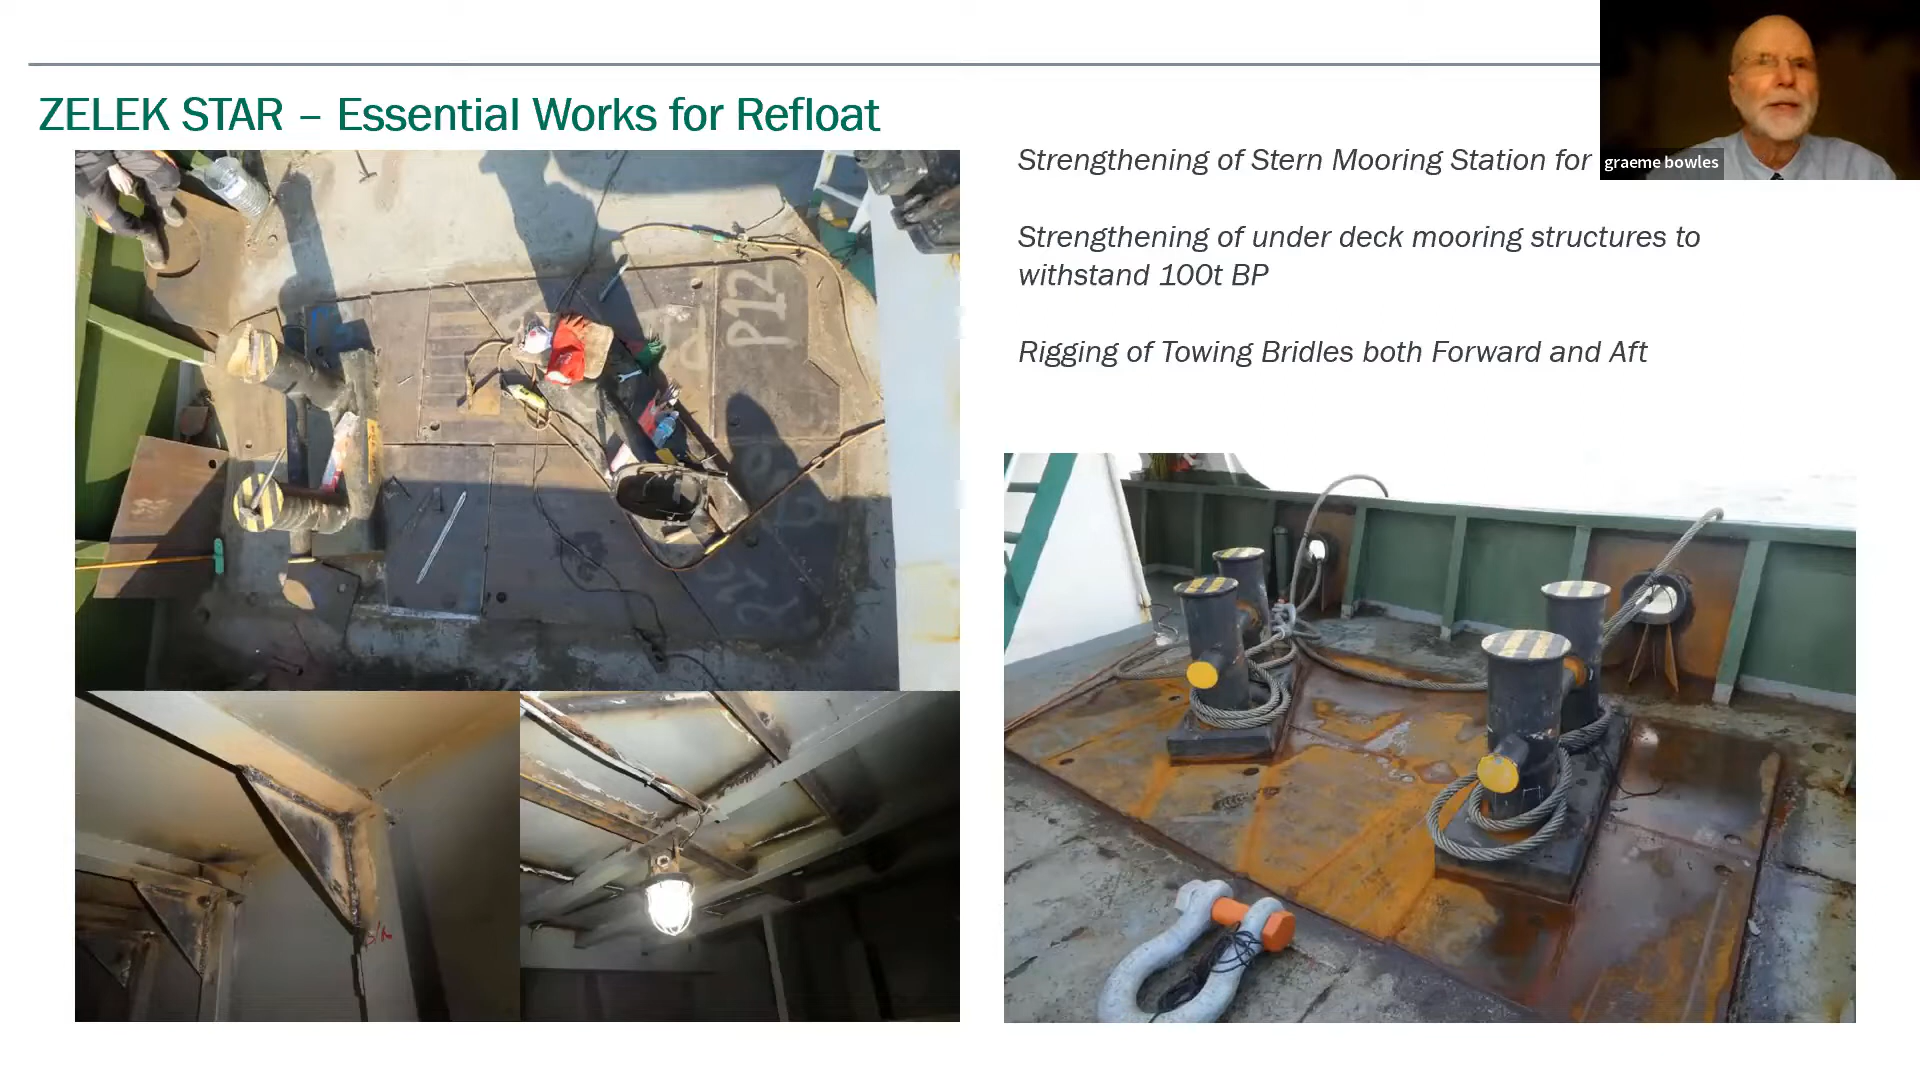 ZELEK STAR – Essential Works for Refloat
Strengthening of Stern Mooring Station for
graeme bowles
Strengthening of under deck mooring structures to
withstand 100t BP
Rigging of Towing Bridles both Forward and Aft
P12